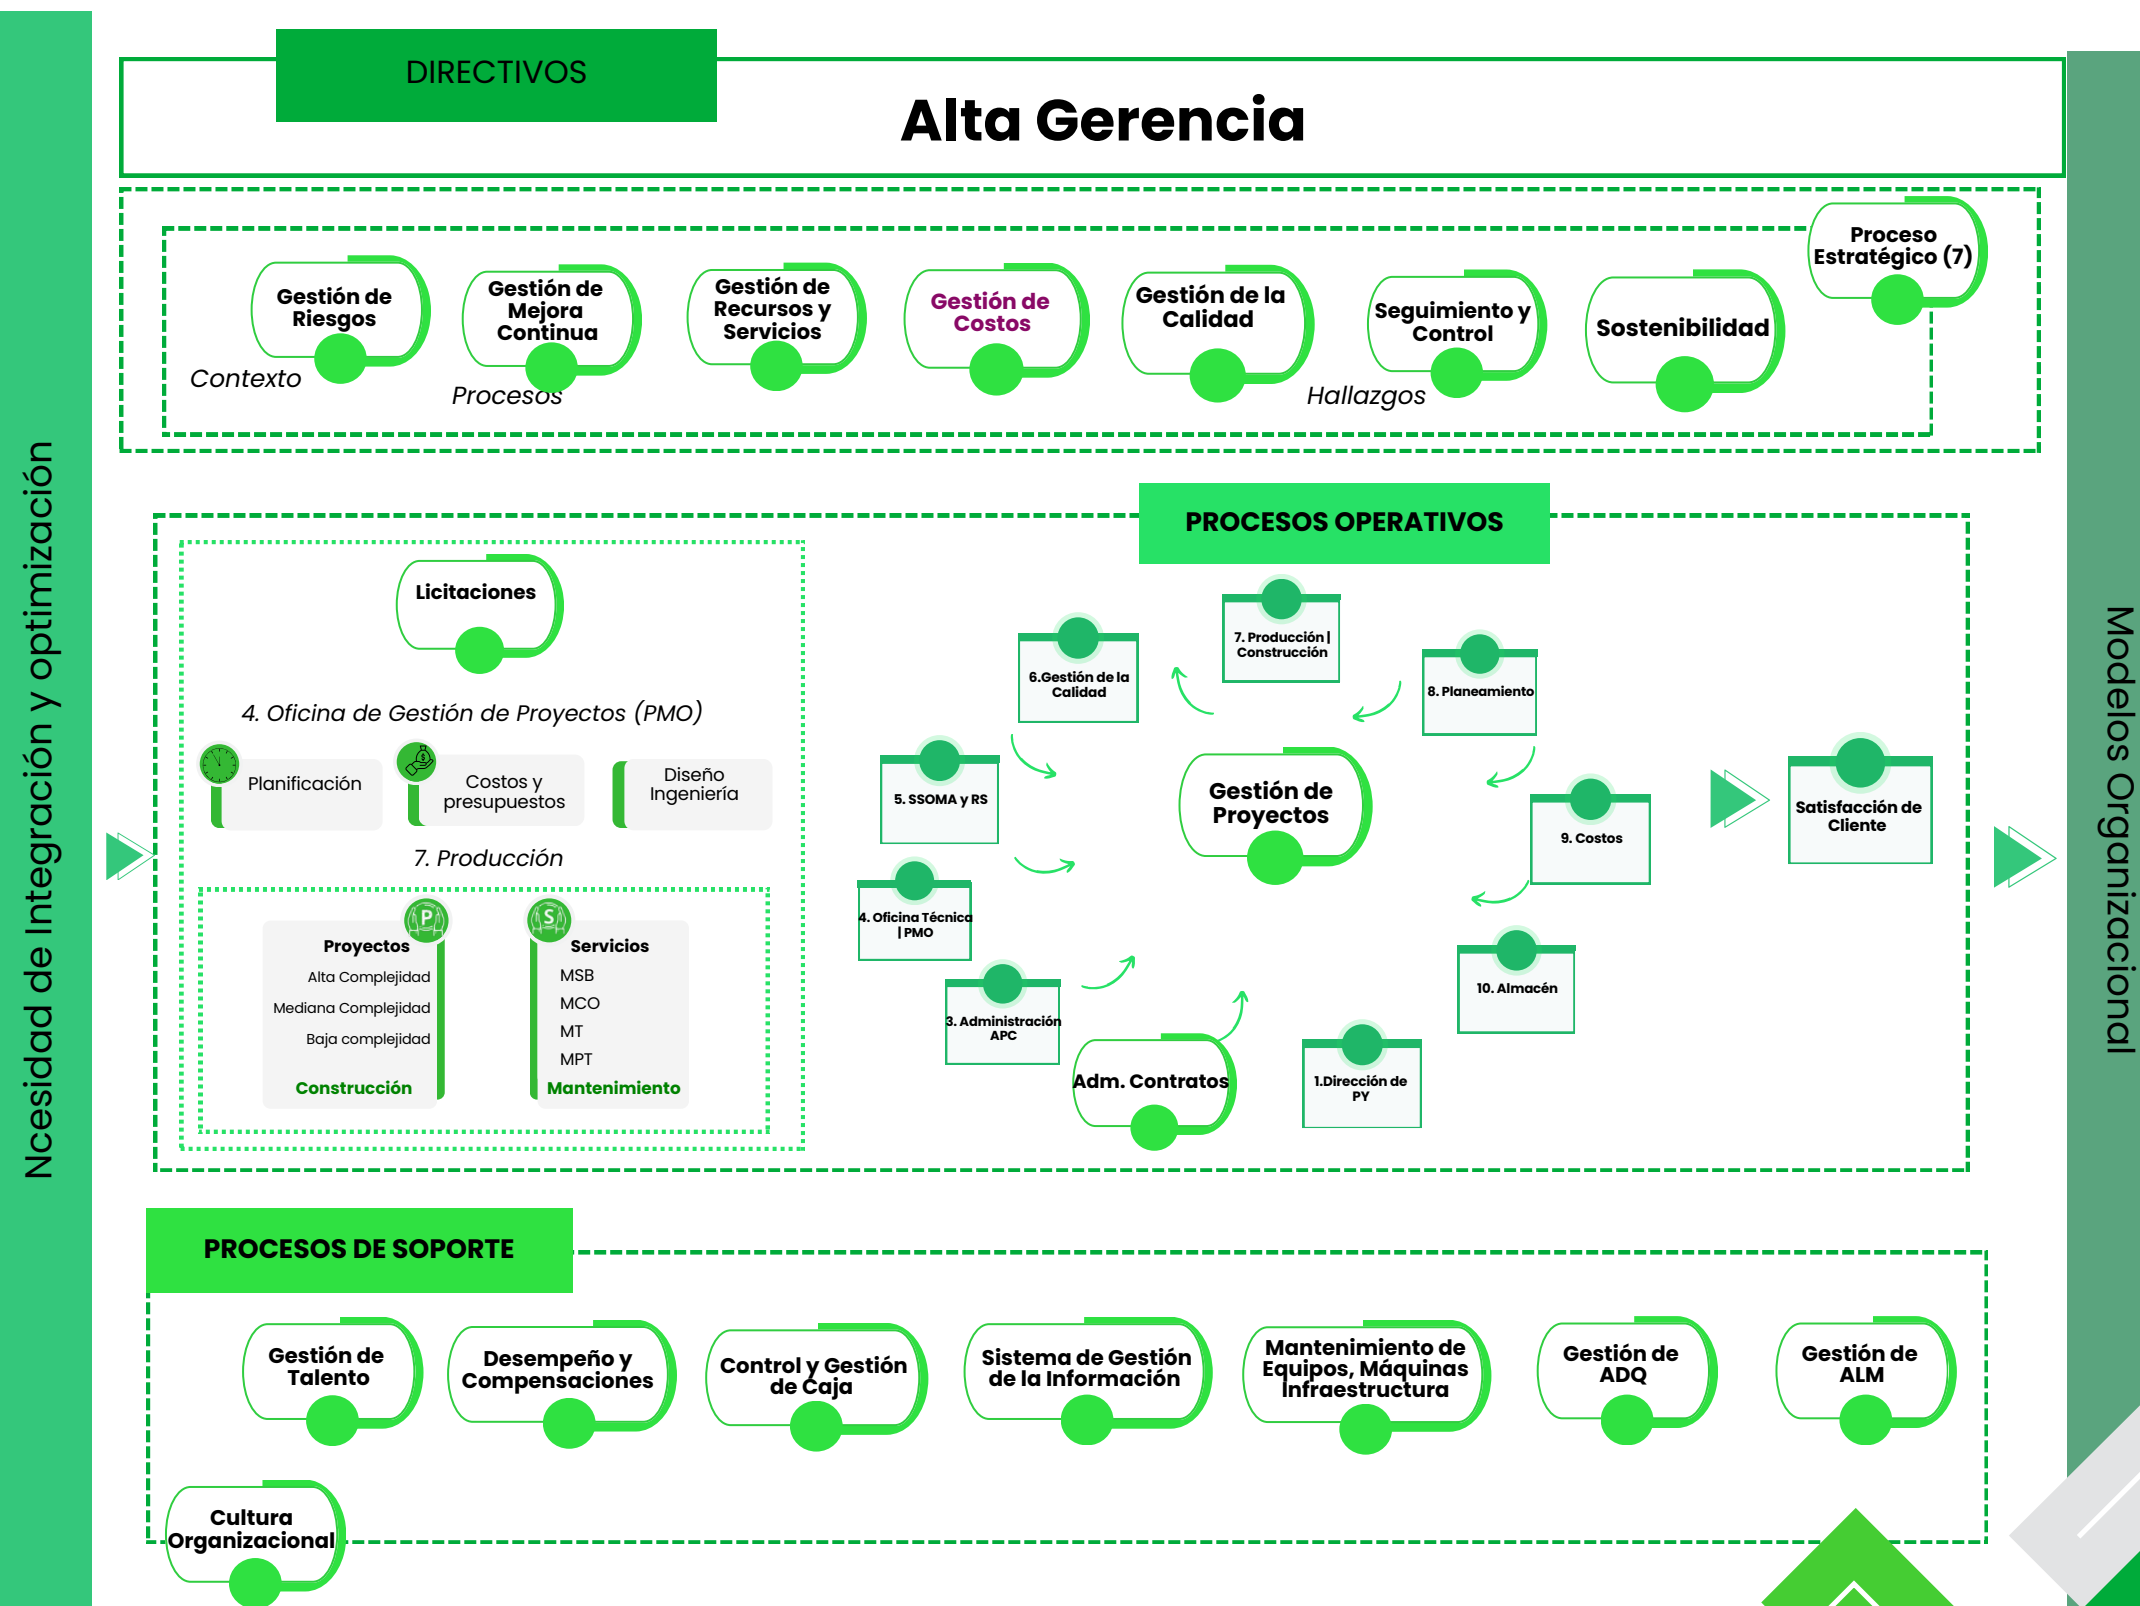 DIRECTIVOS
Alta Gerencia
Proceso
Estratégico (7)
Gestión de
Riesgos
Gestión de
Mejora
Continua
Gestión de
Recursos y
Servicios
Gestión de
Costos
Gestión de la
Calidad
Seguimiento y
Control
Sostenibilidad
Contexto
Procesos
Hallazgos
Ncesidad de Integración y optimización
PROCESOS OPERATIVOS
Licitaciones
4. Oficina de Gestión de Proyectos (PMO)
Planificación
Costos y
presupuestos
Diseño
Ingeniería
7. Producción
P
Proyectos
Alta Complejidad
Mediana Complejidad
Baja complejidad
Construcción
S
Servicios
MSB
MCO
MT
MPT
Mantenimiento
7. Producción |
Construcción
6.Gestión de la
Calidad
8. Planeamiento
5. SSOMA y RS
Gestión de
Proyectos
9. Costos
4. Oficina Técnica
| PMO
10. Almacén
3. Administración
APC
Adm. Contratos
1.Dirección de
PY
Satisfacción de
Cliente
Modelos Organizacional
PROCESOS DE SOPORTE
Gestión de
Talento
Desempeño y
Compensaciones
Control y Gestión
de Caja
Sistema de Gestión
de la Información
Mantenimiento de
Equipos, Máquinas
Infraestructura
Gestión de
ADQ
Gestión de
ALM
Cultura
Organizacional